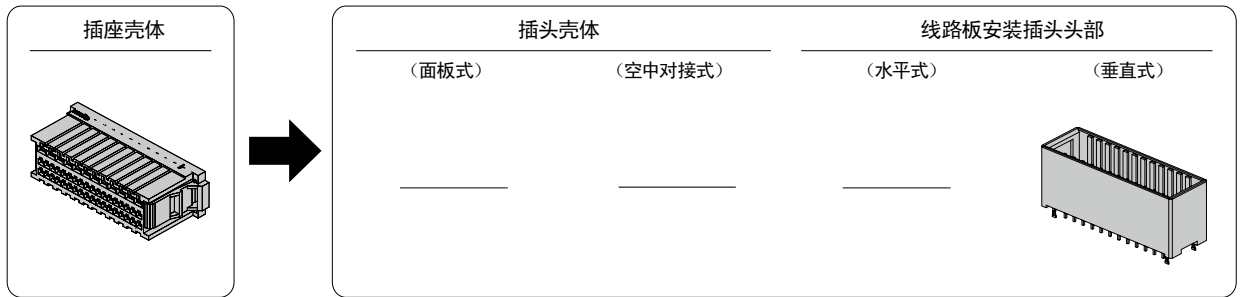 插座壳体
插头壳体
线路板安装插头头部
（面板式）
（空中对接式）
（水平式）
（垂直式）